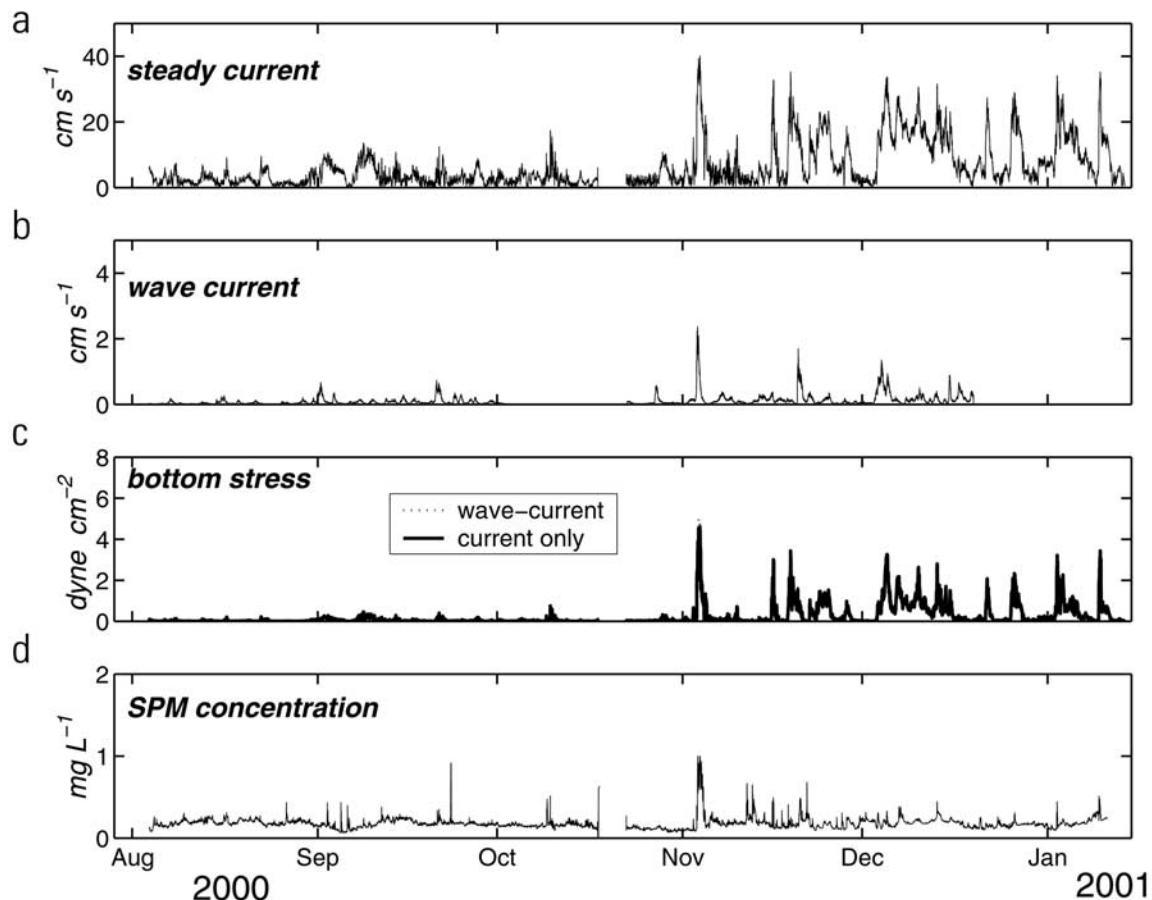 a
40
20
0
cm s⁻¹
steady current
b
4
2
0
cm s⁻¹
wave current
c
8
6
4
2
0
dyne cm⁻²
bottom stress
wave-current
current only
d
2
1
0
mg L⁻¹
SPM concentration
Aug Sep Oct Nov Dec Jan
2000 2001